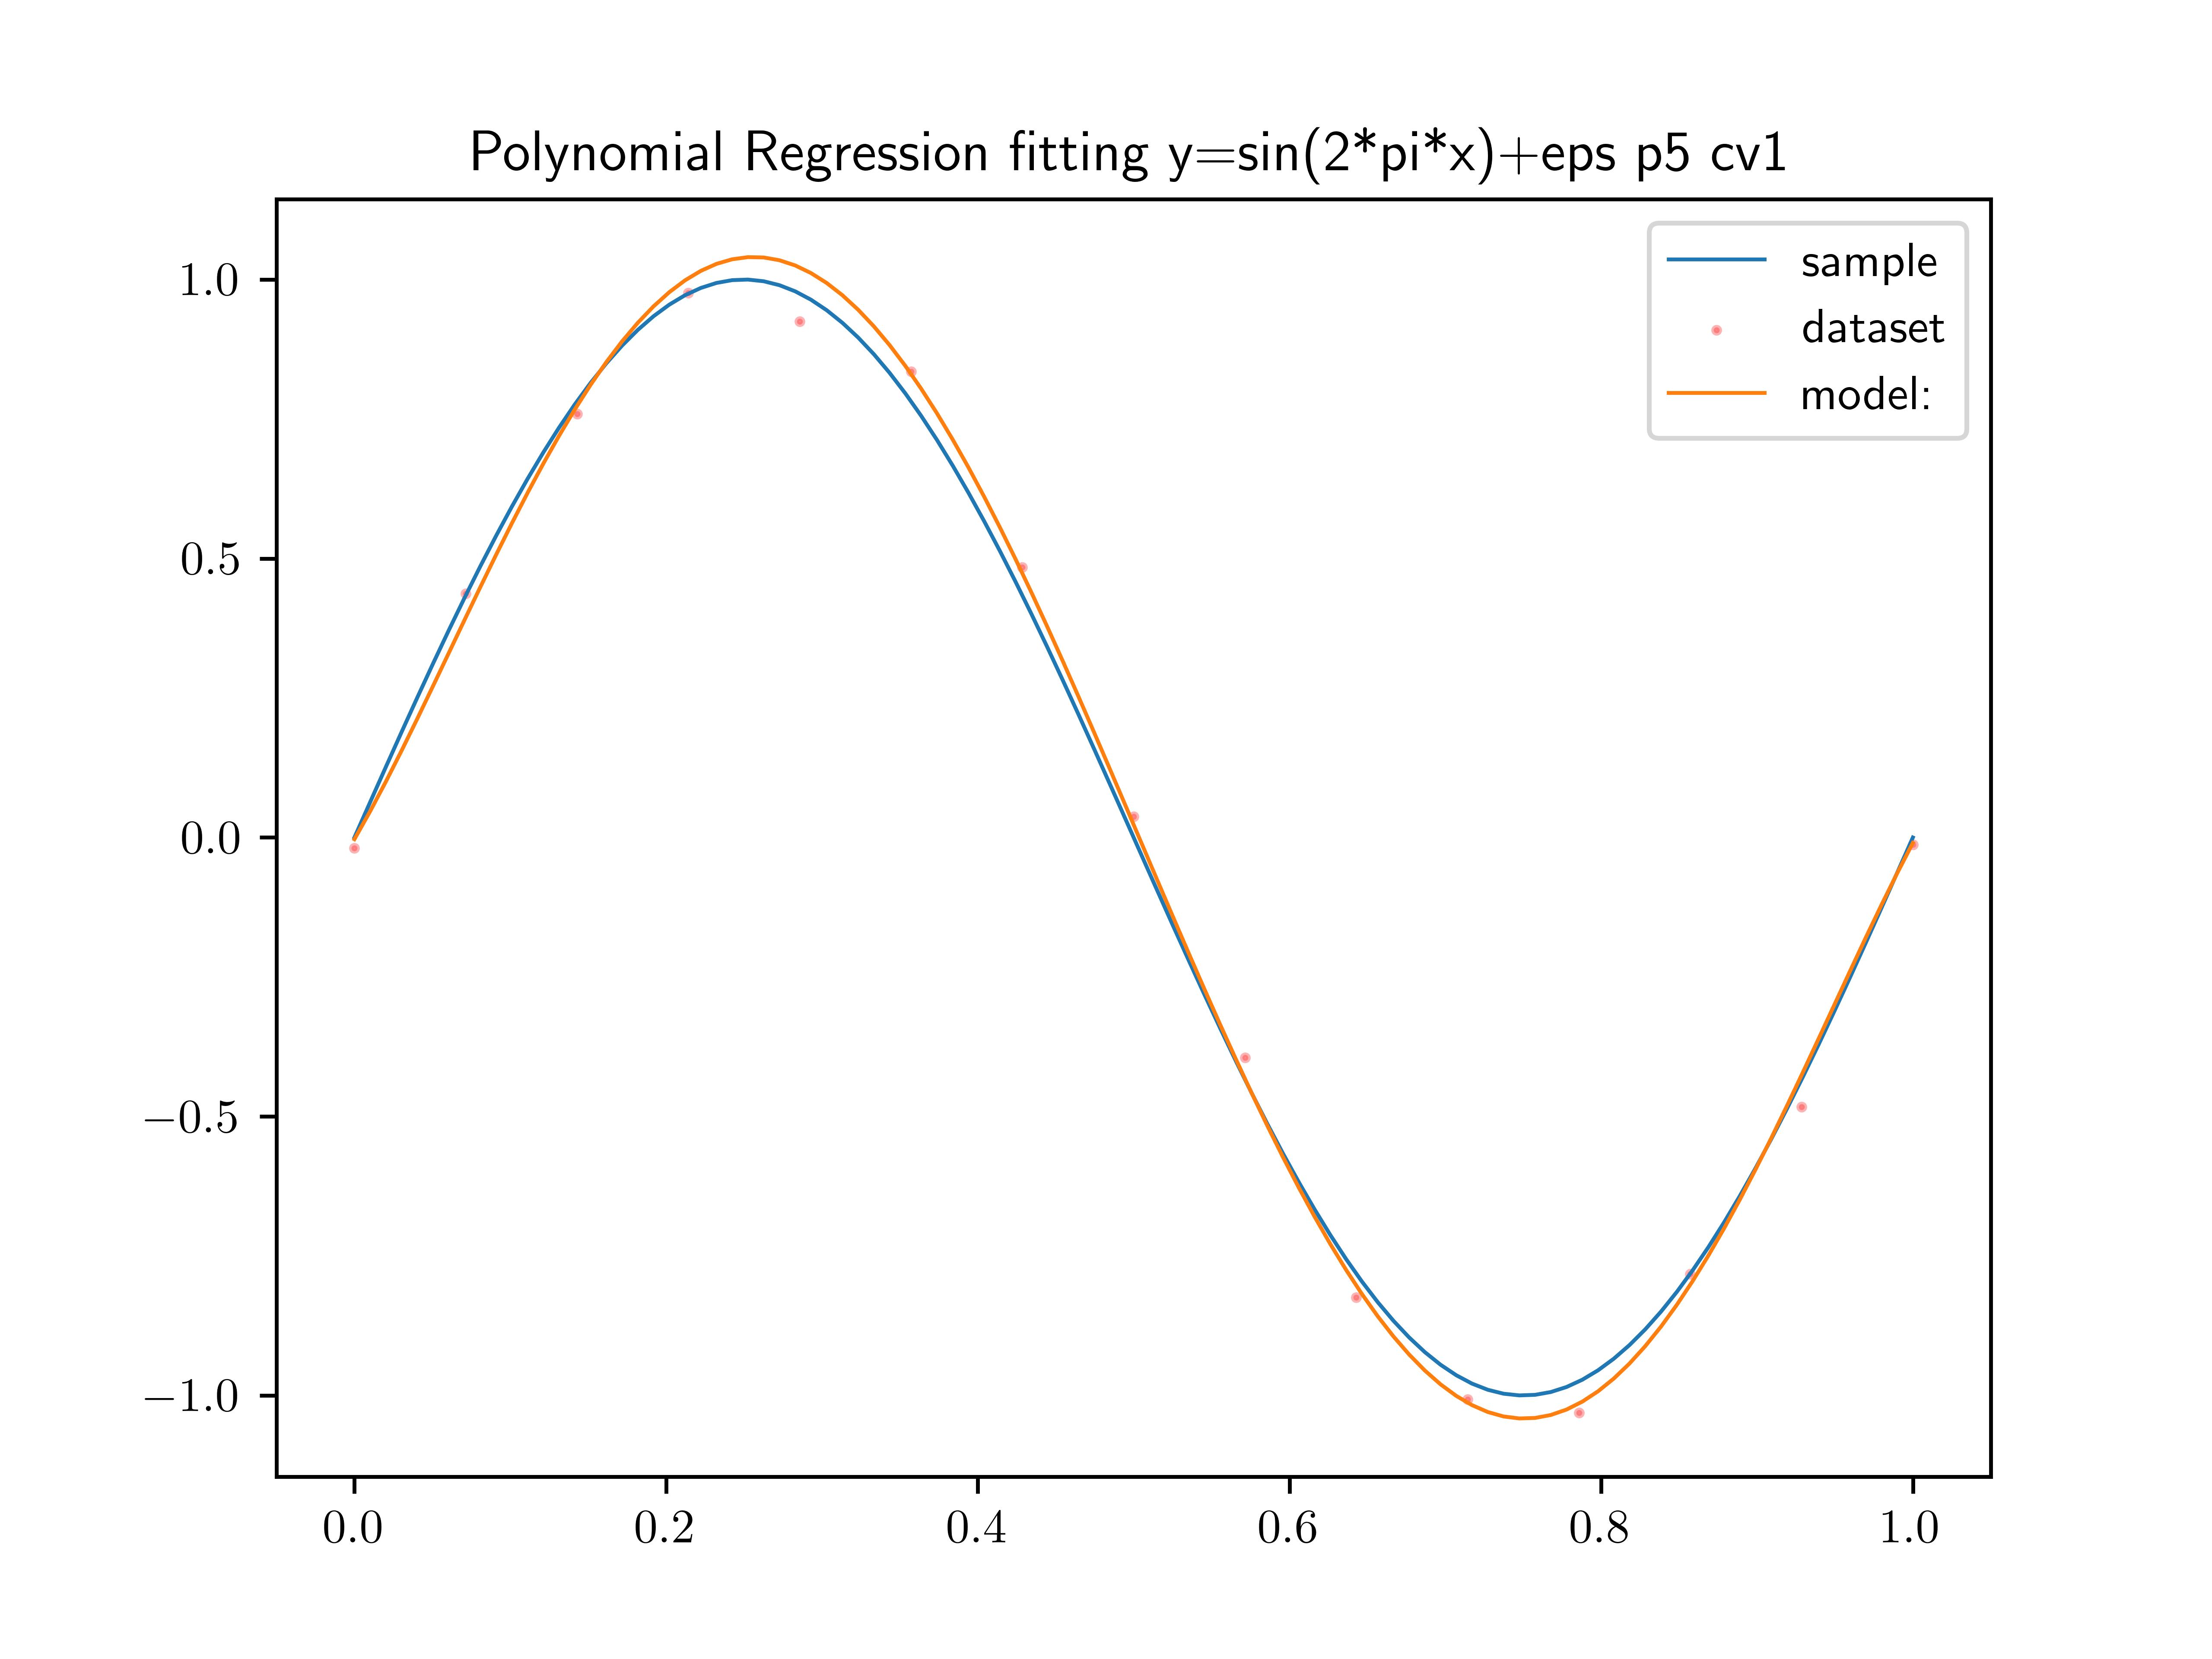 Polynomial Regression fitting y=sin(2*pi*x)+eps p5 cv1
sample
dataset
model:
1.0
0.5
0.0
−0.5
−1.0
0.0 0.2 0.4 0.6 0.8 1.0